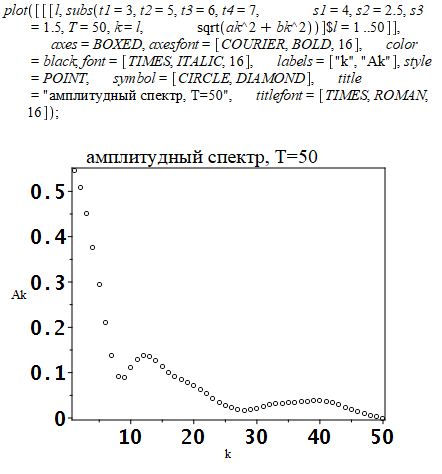 plot([[[l, subs(t1 = 3, t2 = 5, t3 = 6, t4 = 7, s1 = 4, s2 = 2.5, s3
= 1.5, T = 50, k = l, sqrt(ak^2 + bk^2))]$l = 1 ..50]],
axes = BOXED, axesfont = [COURIER, BOLD, 16], color
= black, font = [TIMES, ITALIC, 16], labels = ["k", "Ak"], style
= POINT, symbol = [CIRCLE, DIAMOND], title
= "амплитудный спектр, T=50", titlefont = [TIMES, ROMAN,
16]);
амплитудный спектр, T=50
0.5
0.4
0.3
Ak
0.2
0.1
0
10 20 30 40 50
k